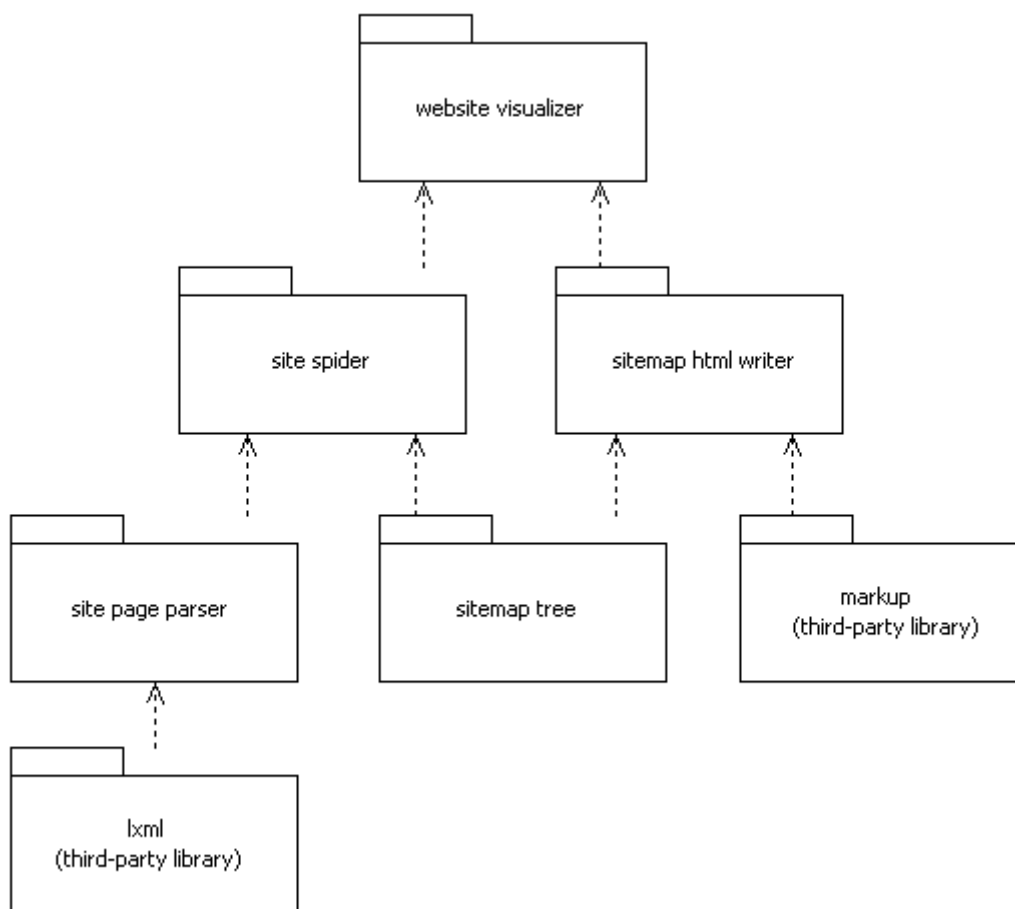 website visualizer
site spider
sitemap html writer
site page parser
sitemap tree
markup
(third-party library)
lxml
(third-party library)